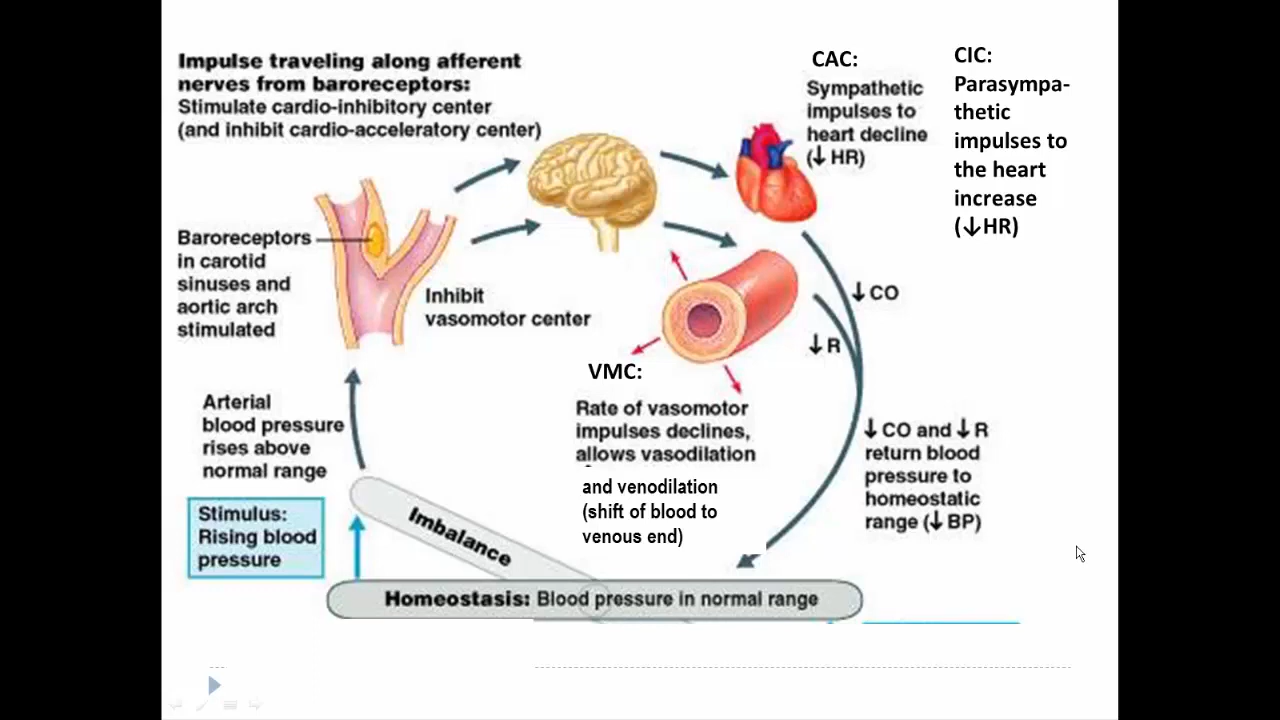 Impulse traveling along afferent
nerves from baroreceptors:
Stimulate cardio-inhibitory center
(and inhibit cardio-acceleratory center)
CAC:
Sympathetic
impulses to
heart decline
(↓ HR)
CIC:
Parasympa-
thetic
impulses to
the heart
increase
(↓HR)
Baroreceptors
in carotid
sinuses and
aortic arch
stimulated
Inhibit
vasomotor center
↓ CO
↓ R
VMC:
Rate of vasomotor
impulses declines,
allows vasodilation
and venodilation
(shift of blood to
venous end)
Arterial
blood pressure
rises above
normal range
↓ CO and ↓ R
return blood
pressure to
homeostatic
range (↓ BP)
Stimulus:
Rising blood
pressure
Imbalance
Homeostasis: Blood pressure in normal range